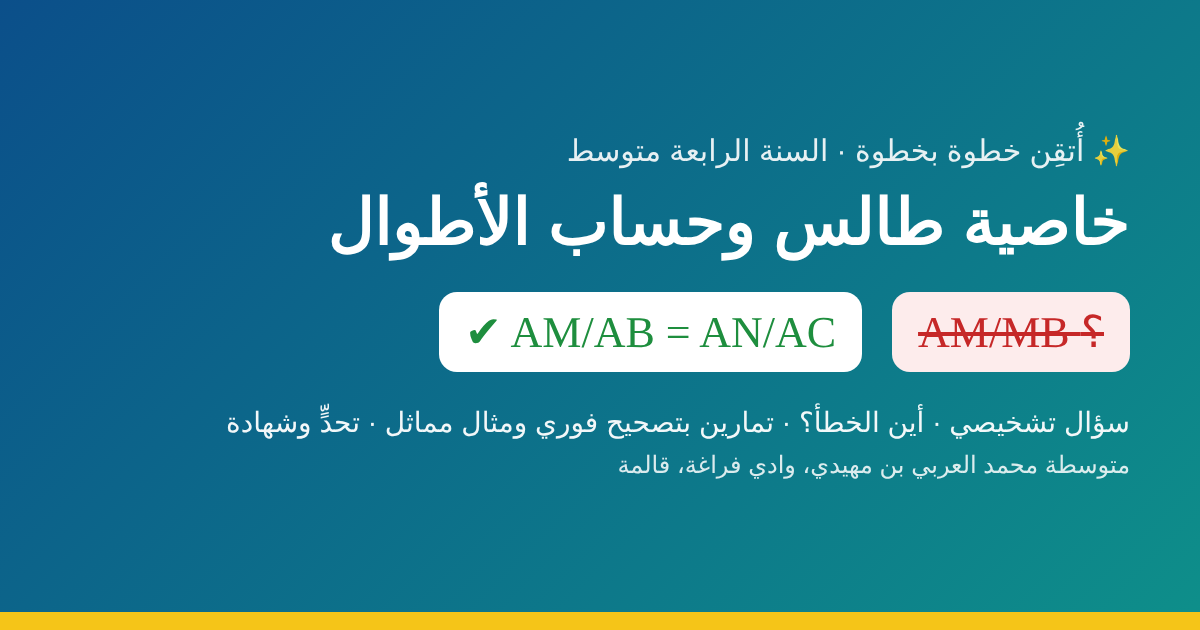 ✨ أُتقِن خطوة بخطوة · السنة الرابعة متوسط
خاصية طالس وحساب الأطوال
AM/MB ؟
✔ AM/AB = AN/AC
سؤال تشخيصي · أين الخطأ؟ · تمارين بتصحيح فوري ومثال مماثل · تحدٍّ وشهادة
متوسطة محمد العربي بن مهيدي، وادي فراغة، قالمة